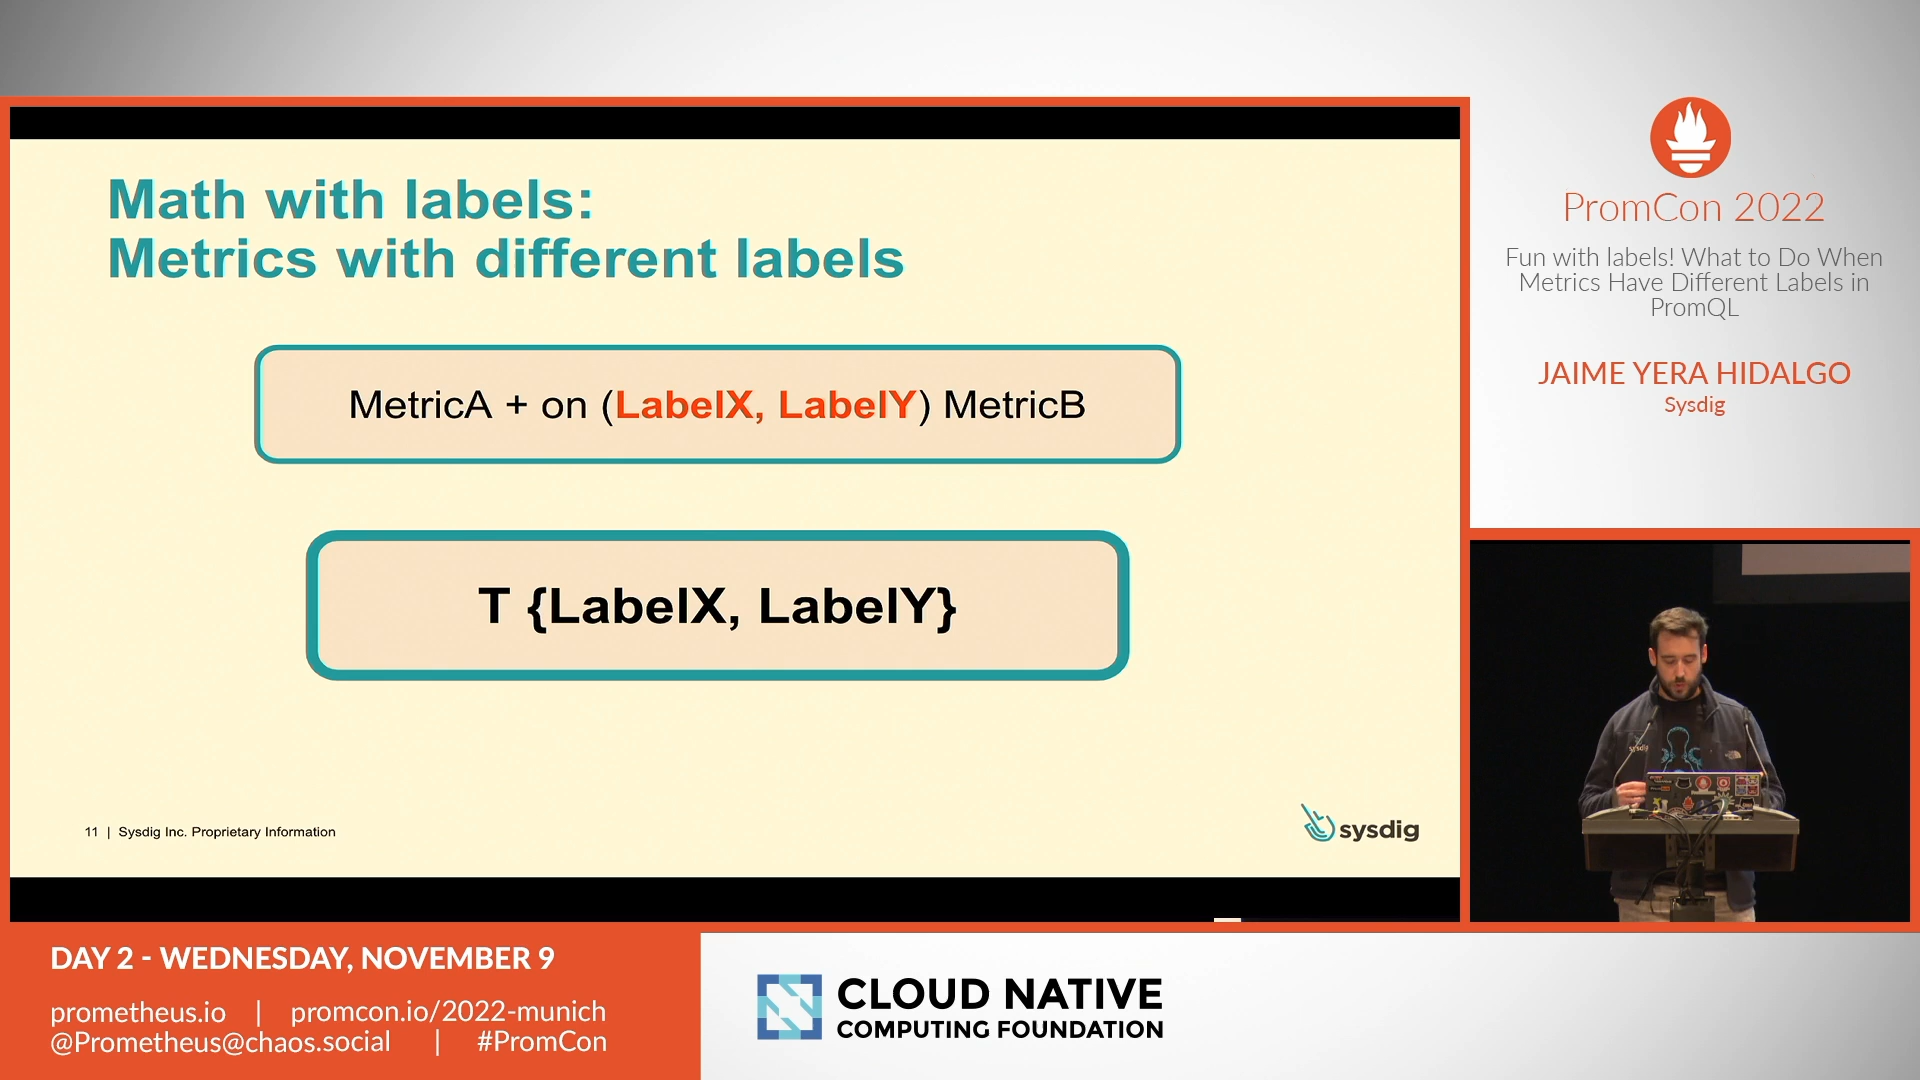 Math with labels:
Metrics with different labels
MetricA + on (LabelX, LabelY) MetricB
T {LabelX, LabelY}
11 | Sysdig Inc. Proprietary Information
sysdig
PromCon 2022
Fun with labels! What to Do When
Metrics Have Different Labels in
PromQL
JAIME YERA HIDALGO
Sysdig
DAY 2 - WEDNESDAY, NOVEMBER 9
prometheus.io | promcon.io/2022-munich
@Prometheus@chaos.social | #PromCon
CLOUD NATIVE
COMPUTING FOUNDATION